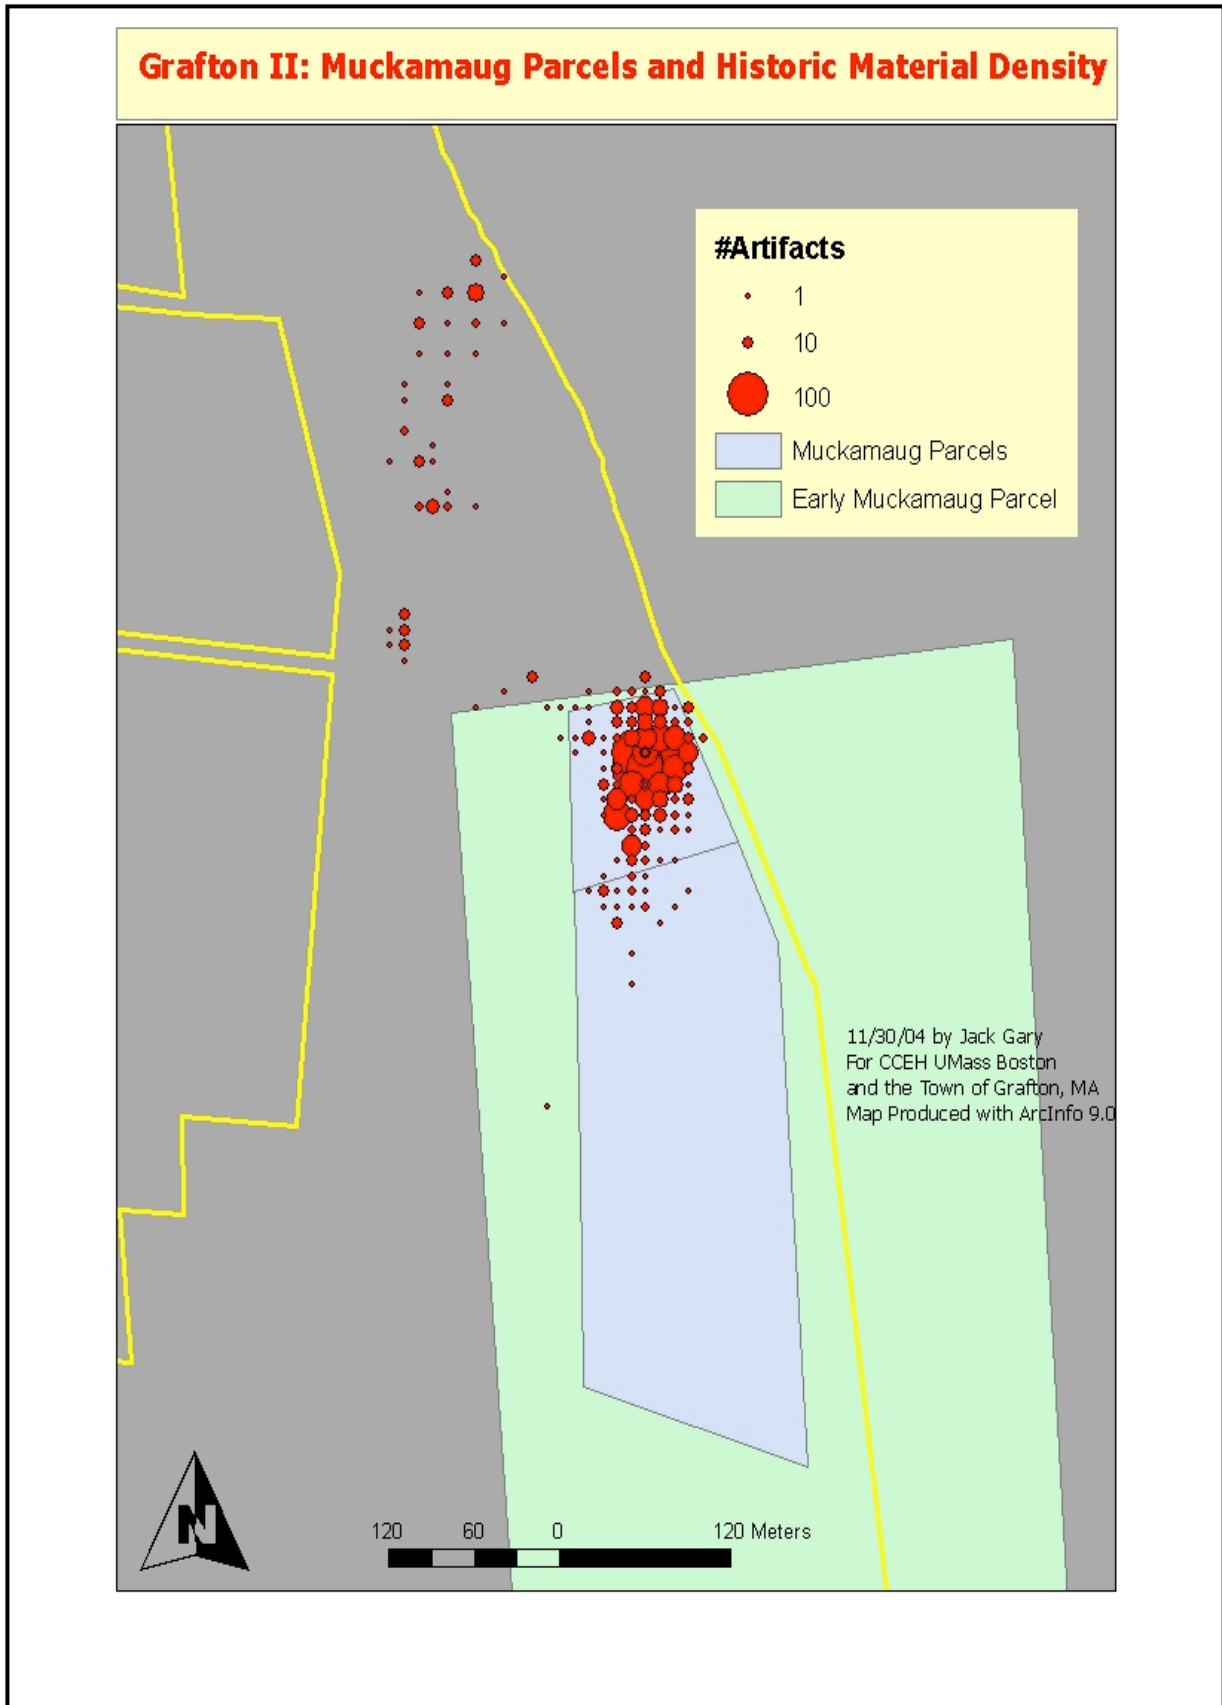 Grafton II: Muckamaug Parcels and Historic Material Density
#Artifacts
1
10
100
Muckamaug Parcels
Early Muckamaug Parcel
11/30/04 by Jack Gary
For CCEH UMass Boston
and the Town of Grafton, MA
Map Produced with ArcInfo 9.0
N
120 60 0 120 Meters